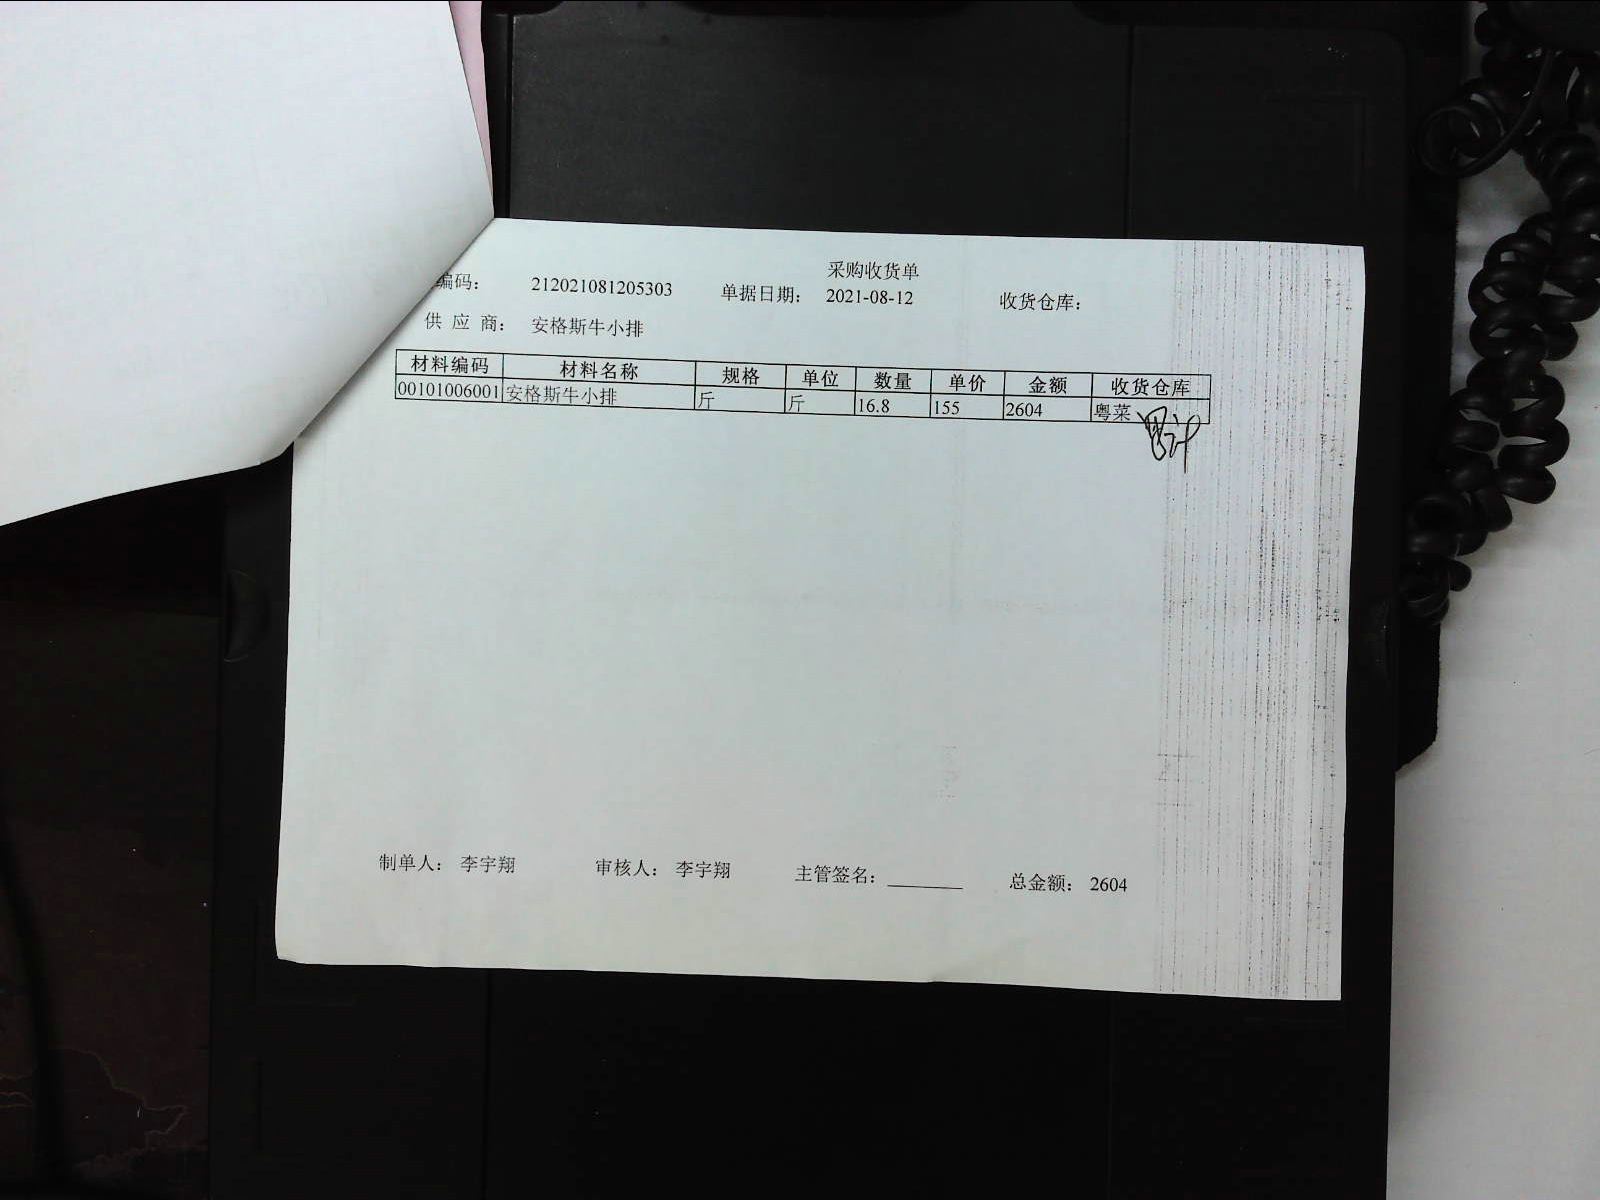 采购收货单
编码： 212021081205303 单据日期： 2021-08-12 收货仓库：
供 应 商： 安格斯牛小排
材料编码 材料名称 规格 单位 数量 单价 金额 收货仓库
00101006001 安格斯牛小排 斤 斤 16.8 155 2604 粤菜
制单人： 李宇翔 审核人： 李宇翔 主管签名： 总金额： 2604